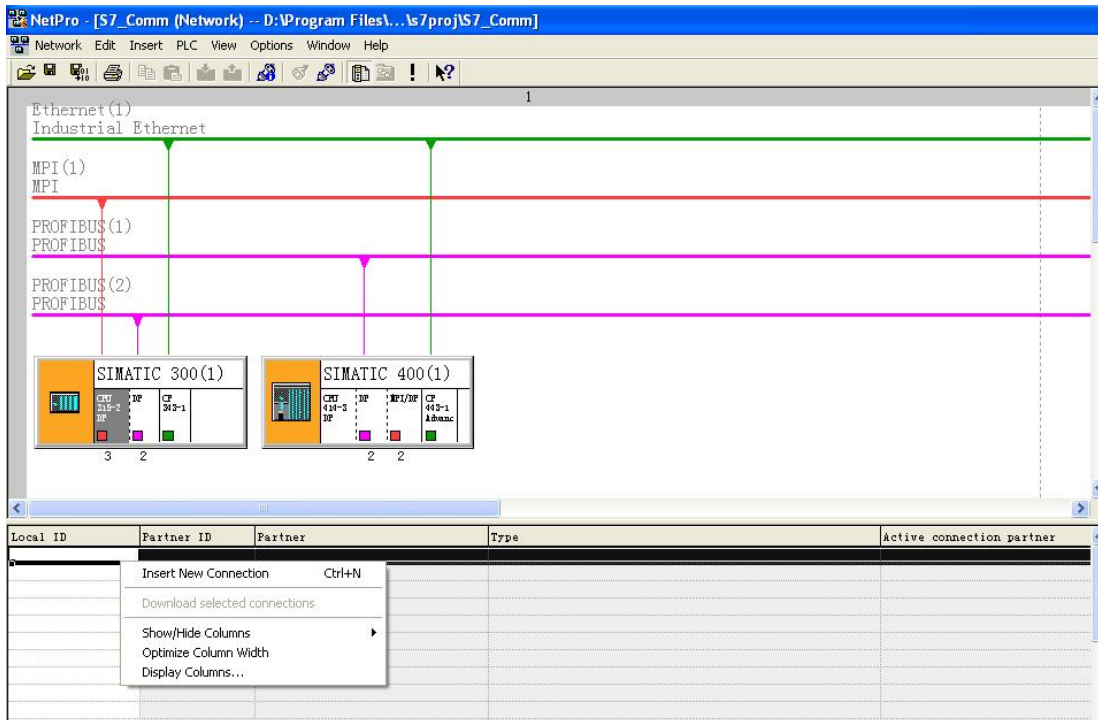 NetPro - [S7_Comm (Network) -- D:\Program Files\...\s7proj\S7_Comm]
Network Edit Insert PLC View Options Window Help
1
Ethernet(1)
Industrial Ethernet
MPI(1)
MPI
PROFIBUS(1)
PROFIBUS
PROFIBUS(2)
PROFIBUS
SIMATIC 300(1)
CPU 315-2 DP
DP
CP 343-1
3 2
SIMATIC 400(1)
CPU 414-3 DP
DP
MPI/DP
CP 443-1 Advanc
2 2
Local ID Partner ID Partner Type Active connection partner
Insert New Connection Ctrl+N
Download selected connections
Show/Hide Columns
Optimize Column Width
Display Columns...